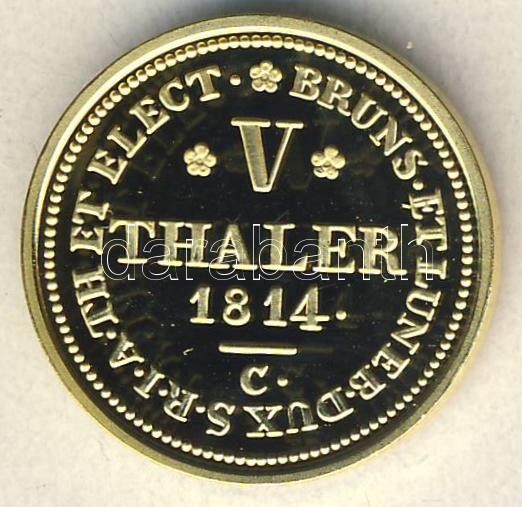 BRUNS. ET LUNEB. DUX S. R. I. A. TH ET ELECT.
V
THALER
1814.
C.
darabanth